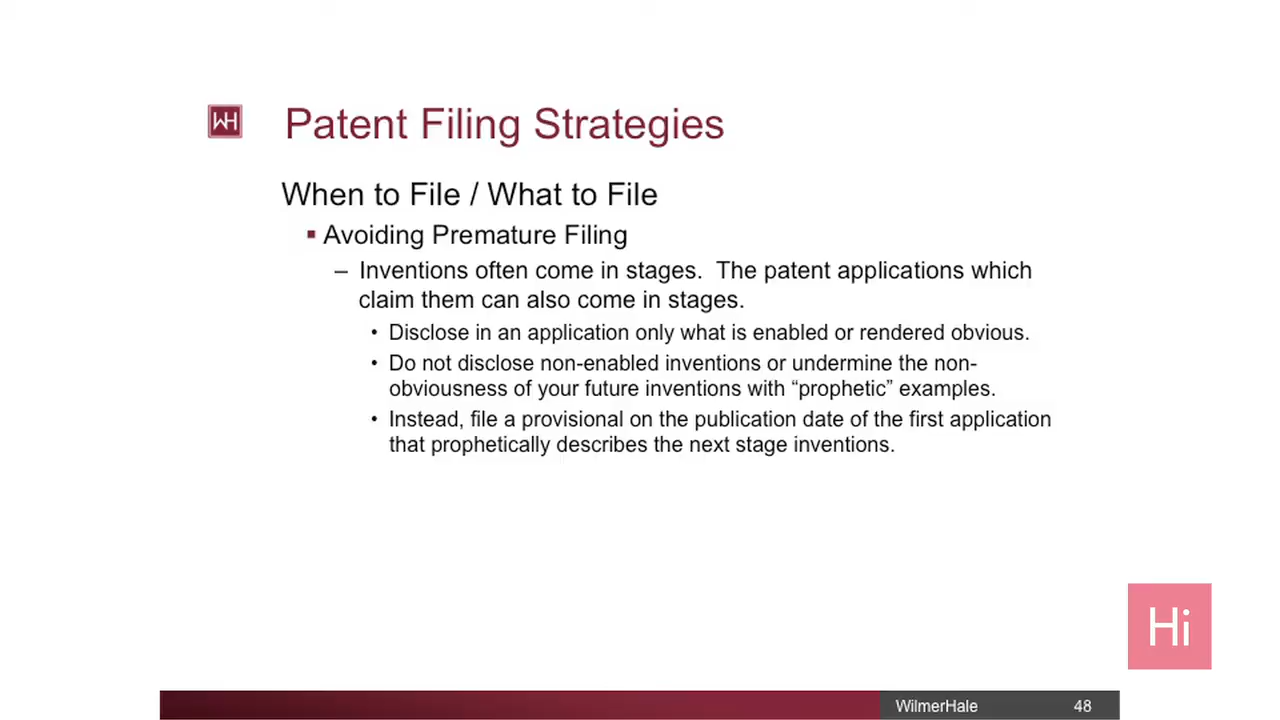 WH
Patent Filing Strategies
When to File / What to File
▪ Avoiding Premature Filing
– Inventions often come in stages.  The patent applications which
claim them can also come in stages.
• Disclose in an application only what is enabled or rendered obvious.
• Do not disclose non-enabled inventions or undermine the non-
obviousness of your future inventions with “prophetic” examples.
• Instead, file a provisional on the publication date of the first application
that prophetically describes the next stage inventions.
Hi
WilmerHale 48